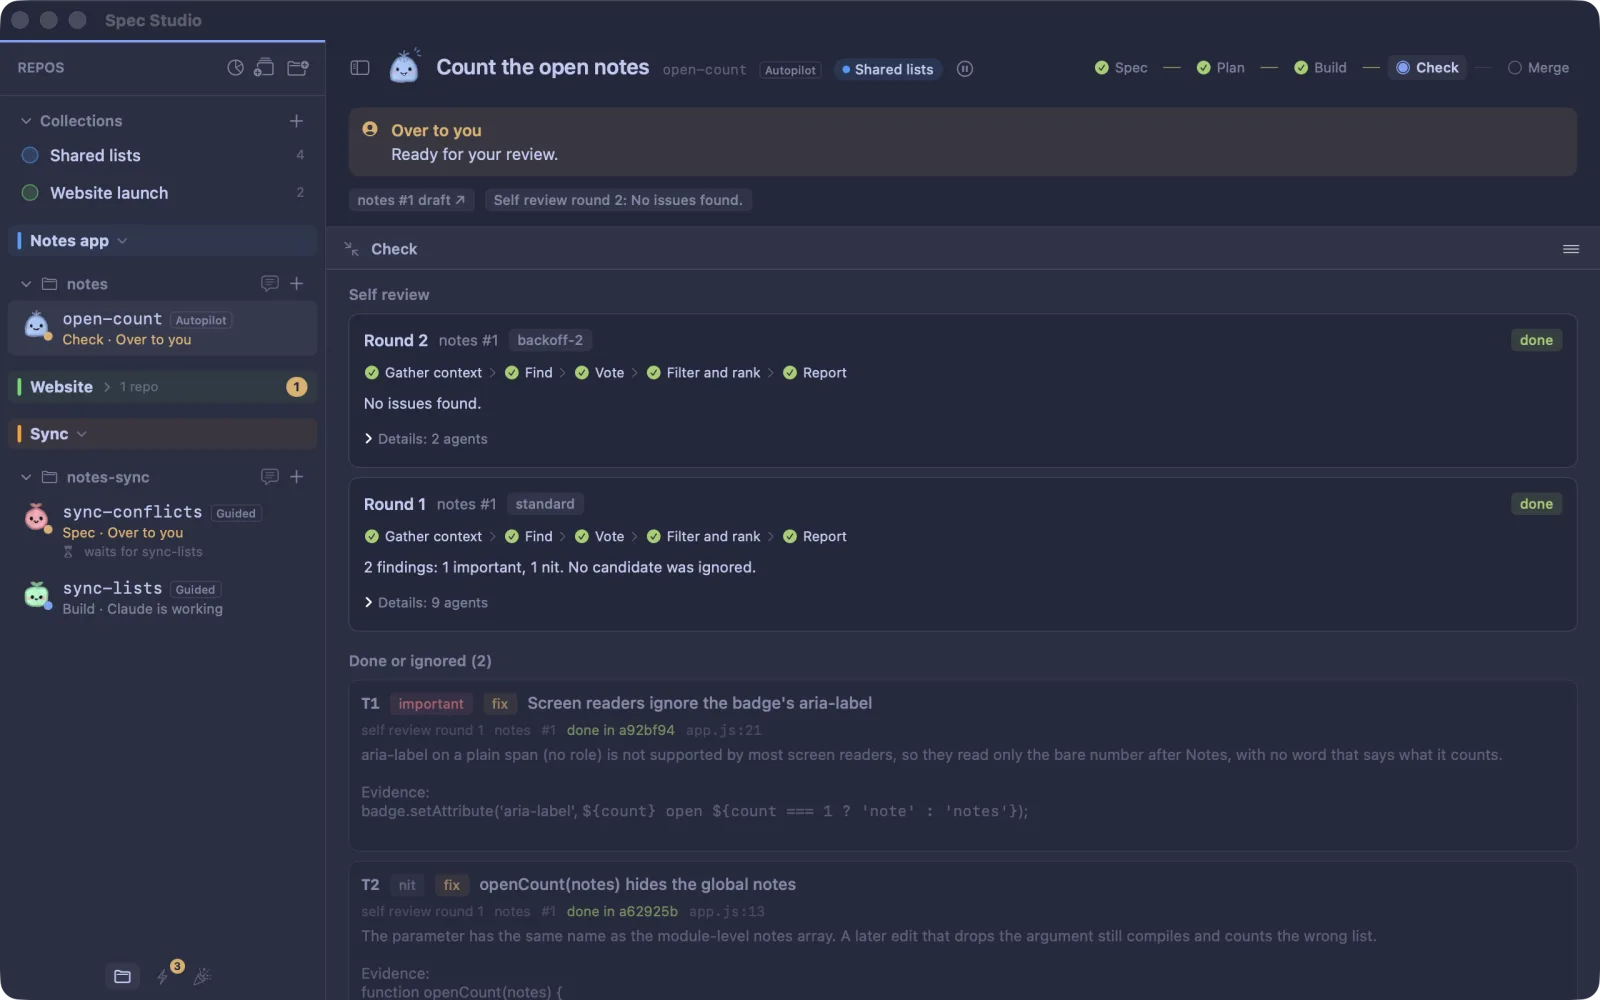 Spec Studio
REPOS
Collections
Shared lists 4
Website launch 2
Notes app
notes
open-count Autopilot
Check · Over to you
Website 1 repo 1
Sync
notes-sync
sync-conflicts Guided
Spec · Over to you
waits for sync-lists
sync-lists Guided
Build · Claude is working
3
Count the open notes open-count Autopilot Shared lists
Spec Plan Build Check Merge
Over to you
Ready for your review.
notes #1 draft ↗ Self review round 2: No issues found.
Check
Self review
Round 2 notes #1 backoff-2 done
Gather context > Find > Vote > Filter and rank > Report
No issues found.
Details: 2 agents
Round 1 notes #1 standard done
Gather context > Find > Vote > Filter and rank > Report
2 findings: 1 important, 1 nit. No candidate was ignored.
Details: 9 agents
Done or ignored (2)
T1 important fix Screen readers ignore the badge's aria-label
self review round 1 notes #1 done in a92bf94 app.js:21
aria-label on a plain span (no role) is not supported by most screen readers, so they read only the bare number after Notes, with no word that says what it counts.
Evidence:
badge.setAttribute('aria-label', ${count} open ${count === 1 ? 'note' : 'notes'});
T2 nit fix openCount(notes) hides the global notes
self review round 1 notes #1 done in a62925b app.js:13
The parameter has the same name as the module-level notes array. A later edit that drops the argument still compiles and counts the wrong list.
Evidence:
function openCount(notes) {